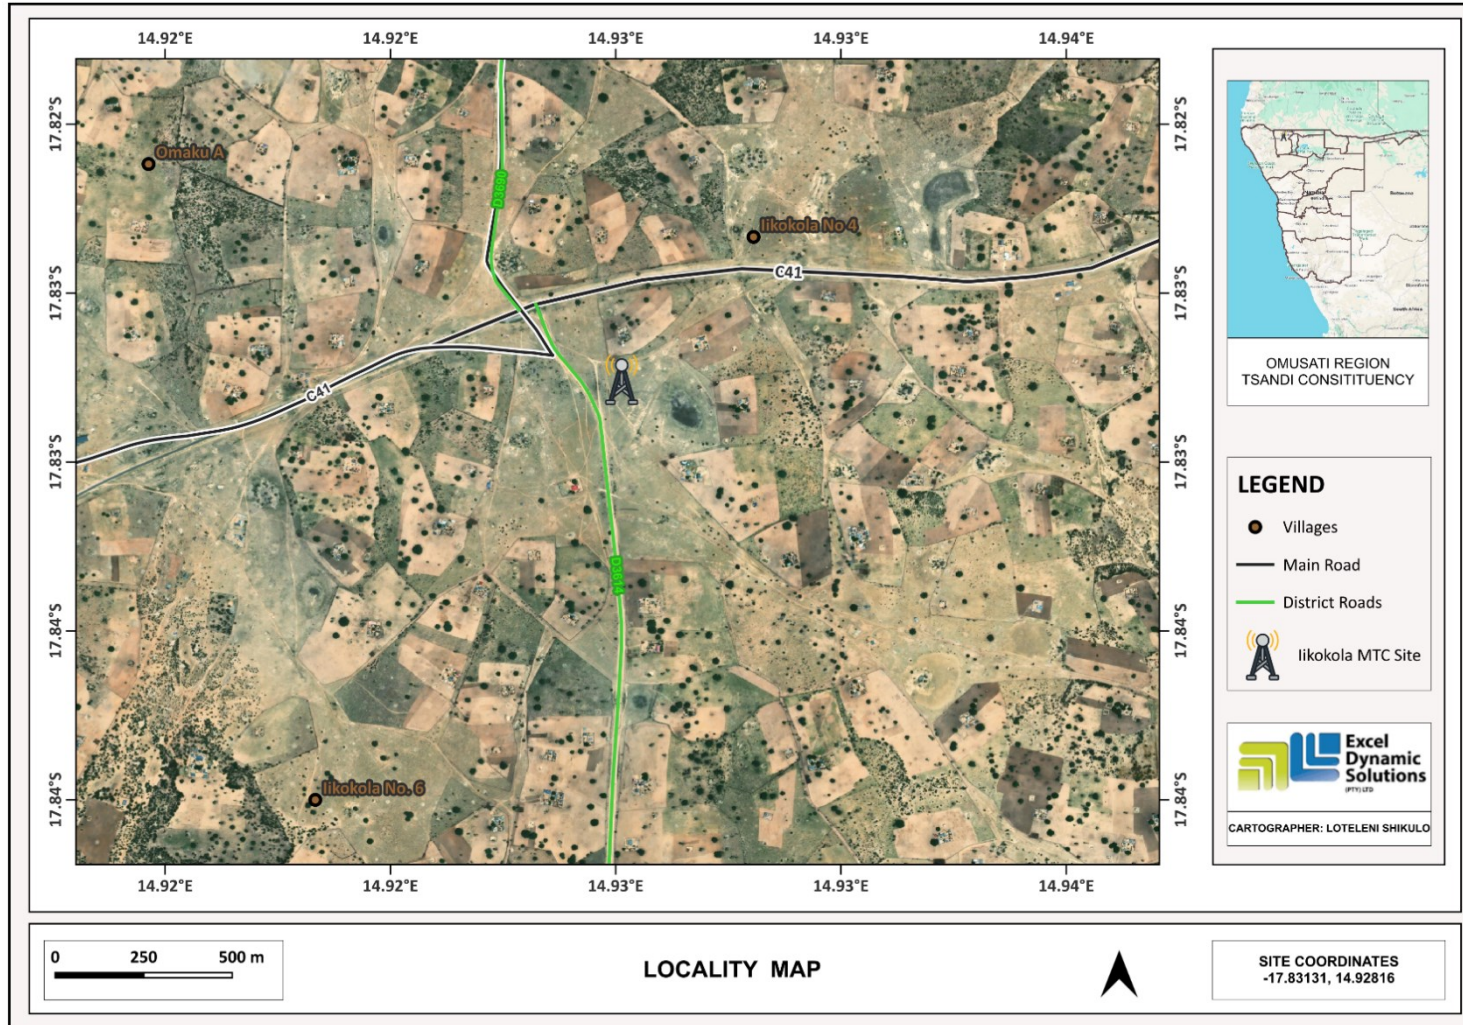 14.92°E 14.92°E 14.93°E 14.93°E 14.94°E
17.82°S
17.83°S
17.83°S
17.84°S
17.84°S
Omaku A
D3690
Iikokola No 4
C41
C41
D3614
Iikokola No. 6
17.82°S
17.83°S
17.83°S
17.84°S
17.84°S
14.92°E 14.92°E 14.93°E 14.93°E 14.94°E
OMUSATI REGION
TSANDI CONSITITUENCY
LEGEND
Villages
Main Road
District Roads
Iikokola MTC Site
Excel
Dynamic
Solutions
(PTY) LTD
CARTOGRAPHER: LOTELENI SHIKULO
0 250 500 m
LOCALITY MAP
SITE COORDINATES
-17.83131, 14.92816